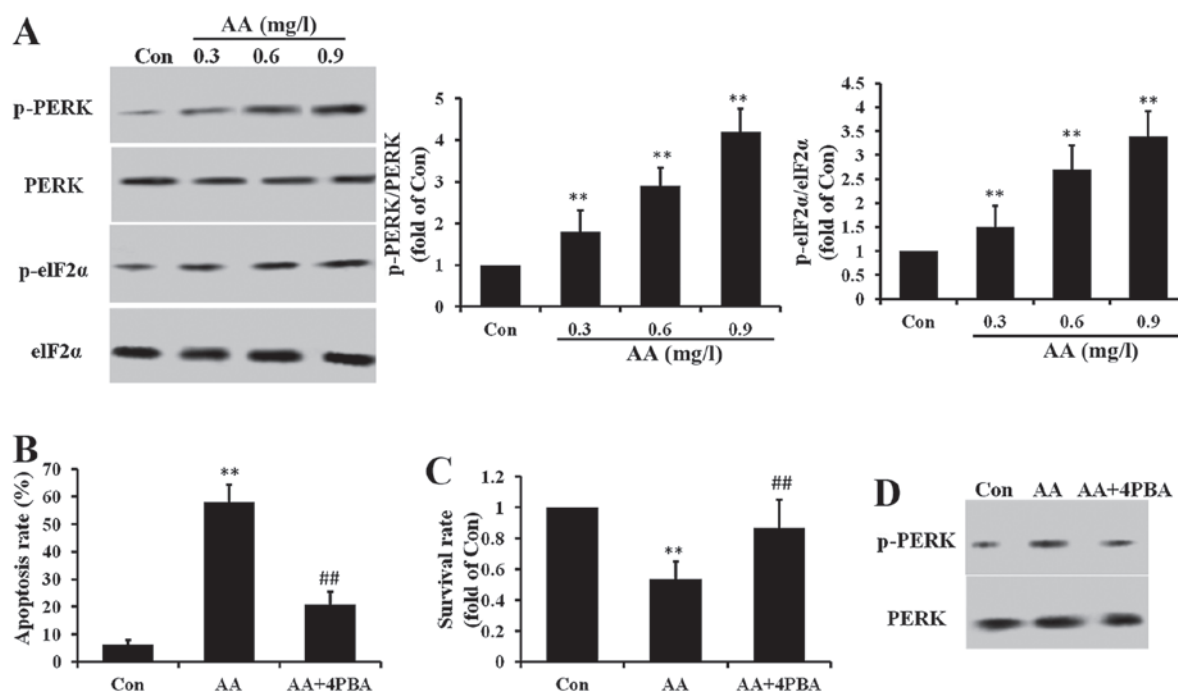 A
AA (mg/l)
Con 0.3 0.6 0.9
p-PERK
PERK
p-eIF2α
eIF2α
p-PERK/PERK
(fold of Con)
6
5
4
3
2
1
0
**
**
**
Con 0.3 0.6 0.9
AA (mg/l)
p-eIF2α/eIF2α
(fold of Con)
4.5
4
3.5
3
2.5
2
1.5
1
0.5
0
**
**
**
Con 0.3 0.6 0.9
AA (mg/l)
B
Apoptosis rate (%)
70
60
50
40
30
20
10
0
**
##
Con AA AA+4PBA
C
Survival rate
(fold of Con)
1.2
1
0.8
0.6
0.4
0.2
0
**
##
Con AA AA+4PBA
D
Con AA AA+4PBA
p-PERK
PERK